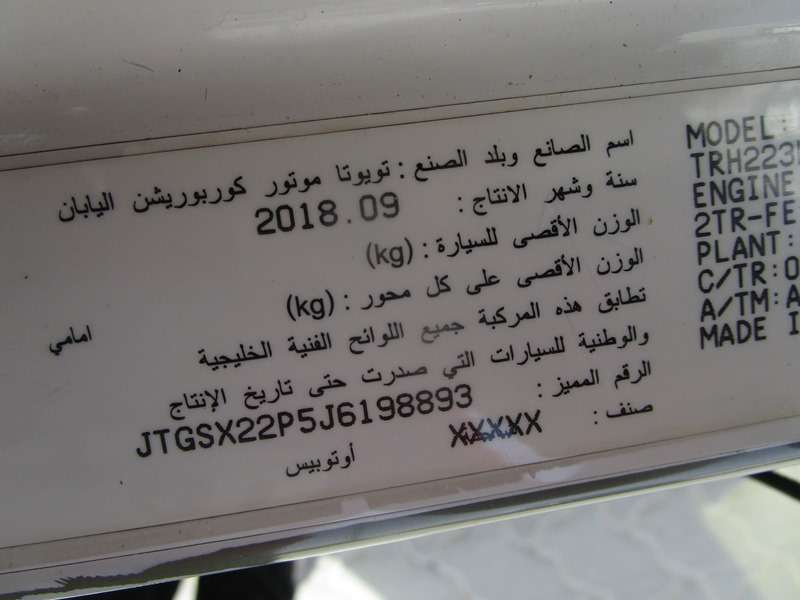 اسم الصانع وبلد الصنع : تويوتا موتور كوربوريشن اليابان
سنة وشهر الانتاج : 2018.09
الوزن الأقصى للسيارة : (kg)
الوزن الأقصى على كل محور : (kg)
امامي
تطابق هذه المركبة جميع اللوائح الفنية الخليجية
والوطنية للسيارات التي صدرت حتى تاريخ الإنتاج
الرقم المميز : JTGSX22P5J6198893
صنف : XXXXX
أوتوبيس
MODEL:
TRH223
ENGINE
2TR-FE
PLANT:
C/TR:0
A/TM:A
MADE I